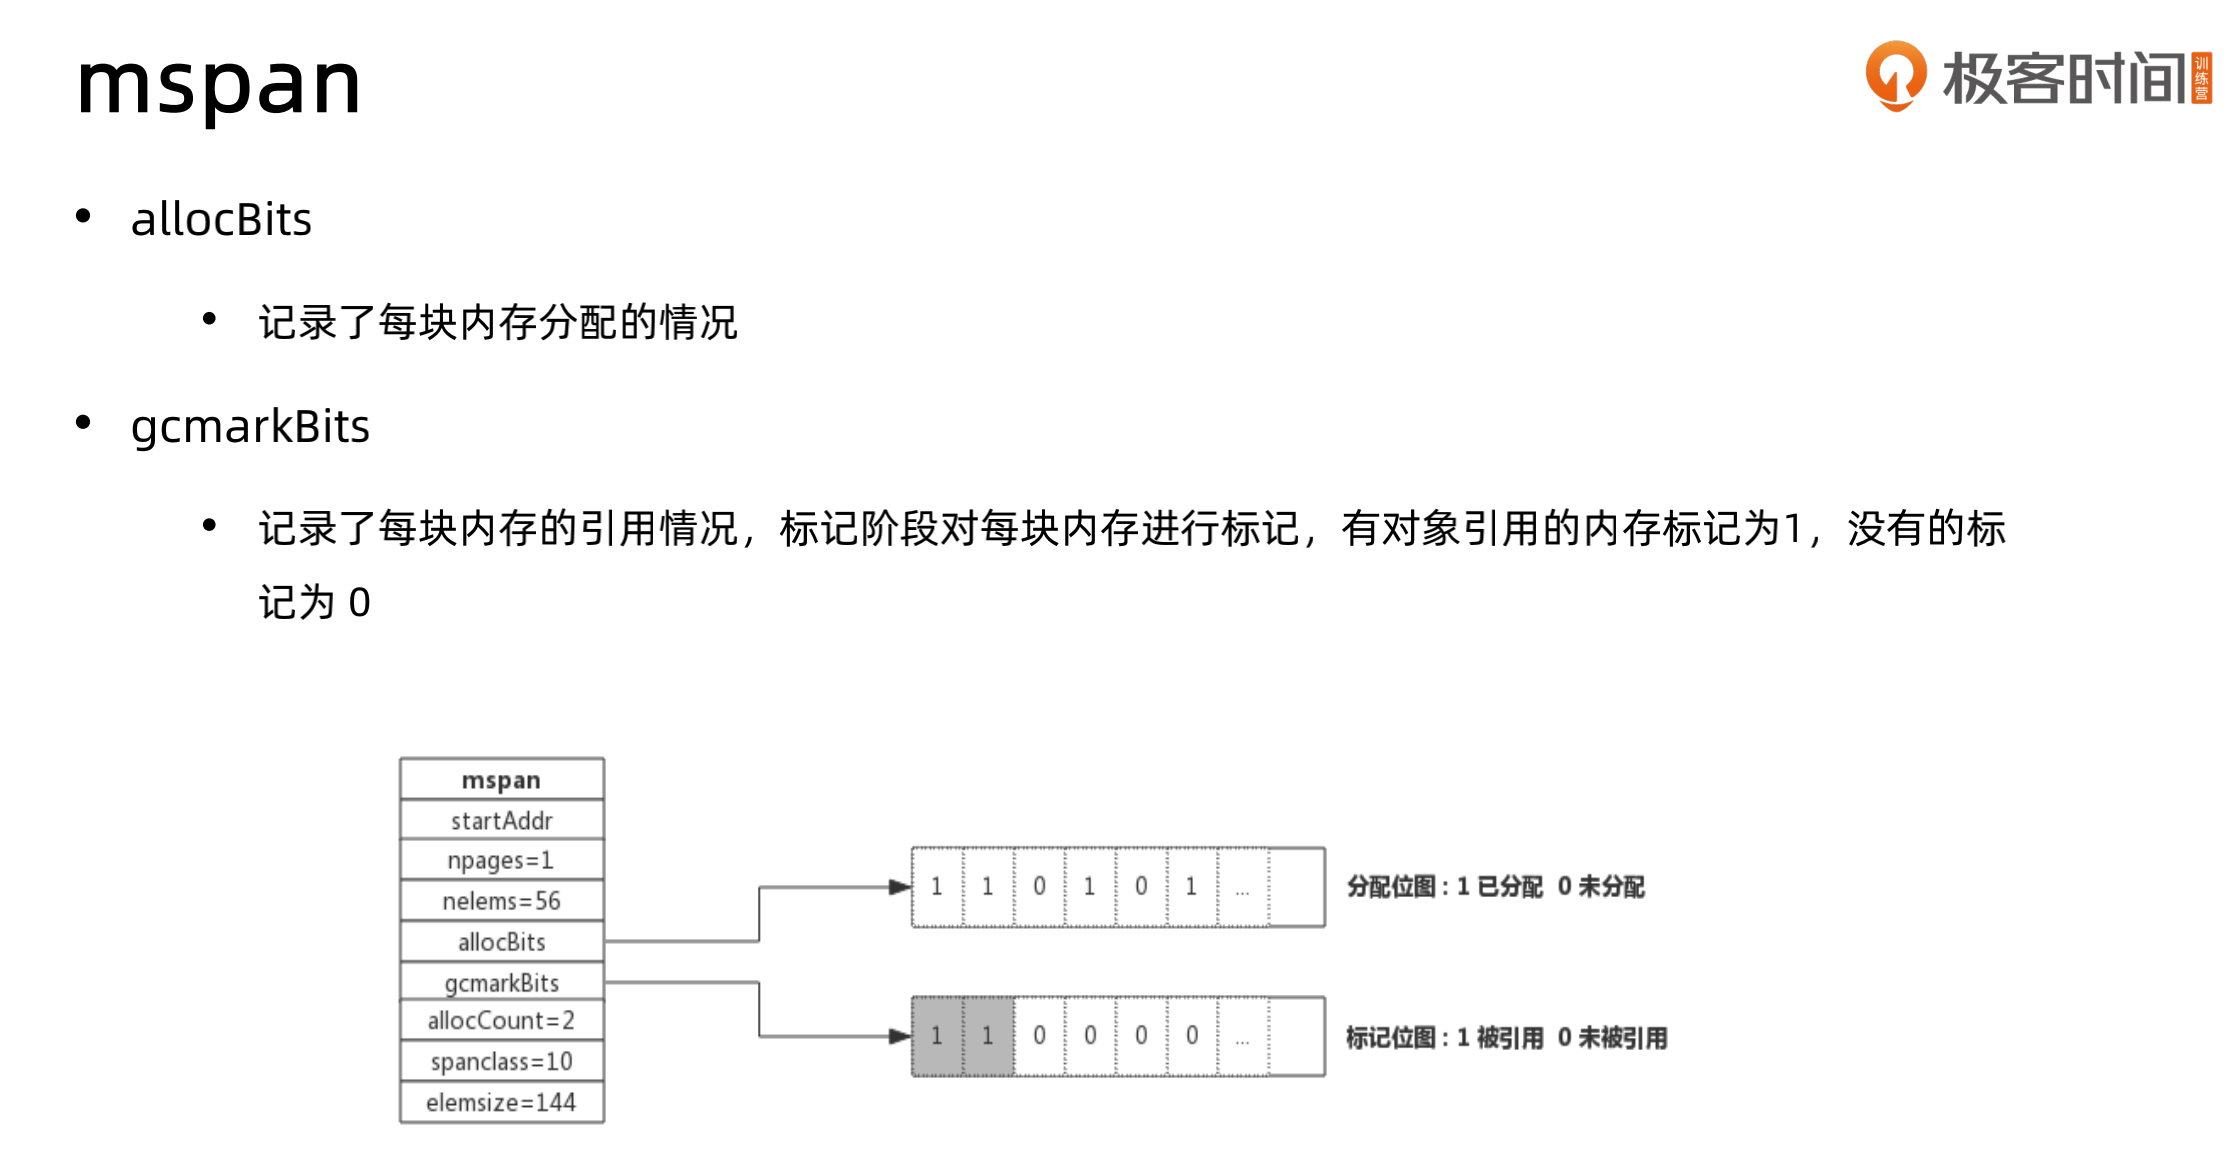 mspan
极客时间
训练营
allocBits
记录了每块内存分配的情况
gcmarkBits
记录了每块内存的引用情况，标记阶段对每块内存进行标记，有对象引用的内存标记为1，没有的标
记为 0
mspan
startAddr
npages=1
nelems=56
allocBits
gcmarkBits
allocCount=2
spanclass=10
elemsize=144
1 1 0 1 0 1 ...
分配位图：1 已分配 0 未分配
1 1 0 0 0 0 ...
标记位图：1 被引用 0 未被引用